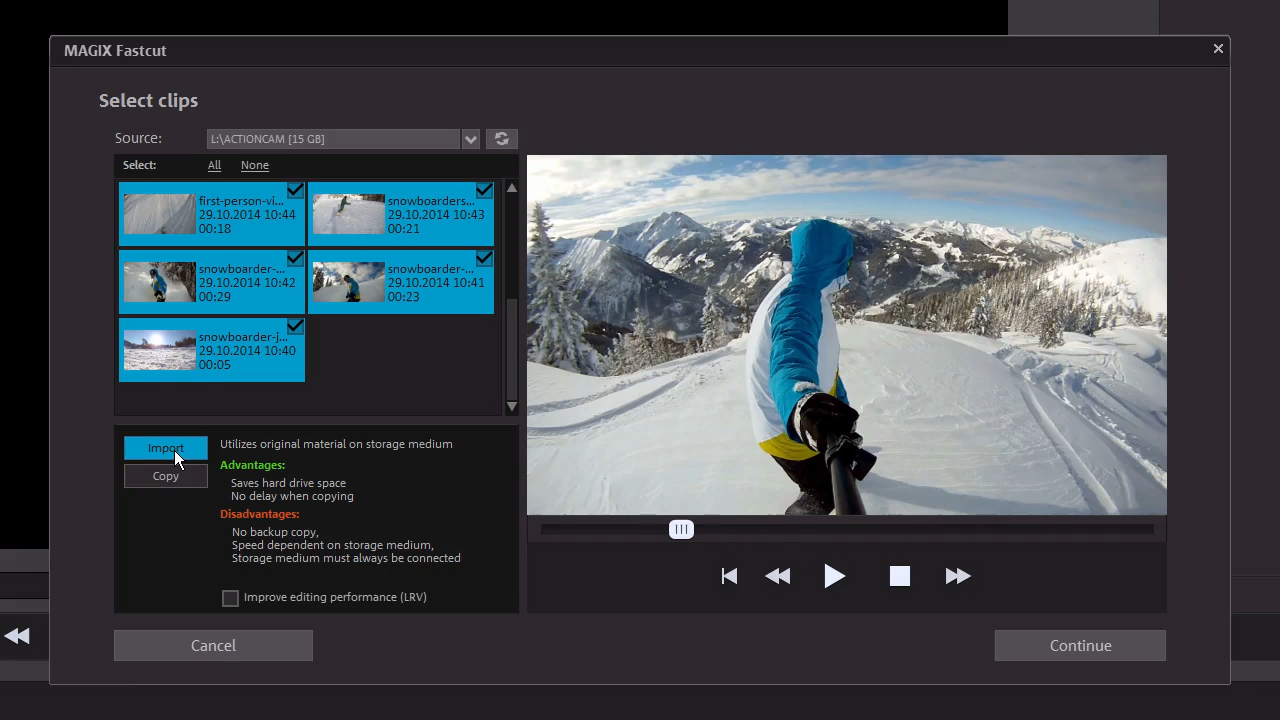 MAGIX Fastcut
Select clips
Source: L:\ACTIONCAM [15 GB]
Select: All None
first-person-vi...
29.10.2014 10:44
00:18
snowboarders...
29.10.2014 10:43
00:21
snowboarder-...
29.10.2014 10:42
00:29
snowboarder-...
29.10.2014 10:41
00:23
snowboarder-j...
29.10.2014 10:40
00:05
Import
Copy
Utilizes original material on storage medium
Advantages:
Saves hard drive space
No delay when copying
Disadvantages:
No backup copy,
Speed dependent on storage medium,
Storage medium must always be connected
Improve editing performance (LRV)
Cancel
Continue